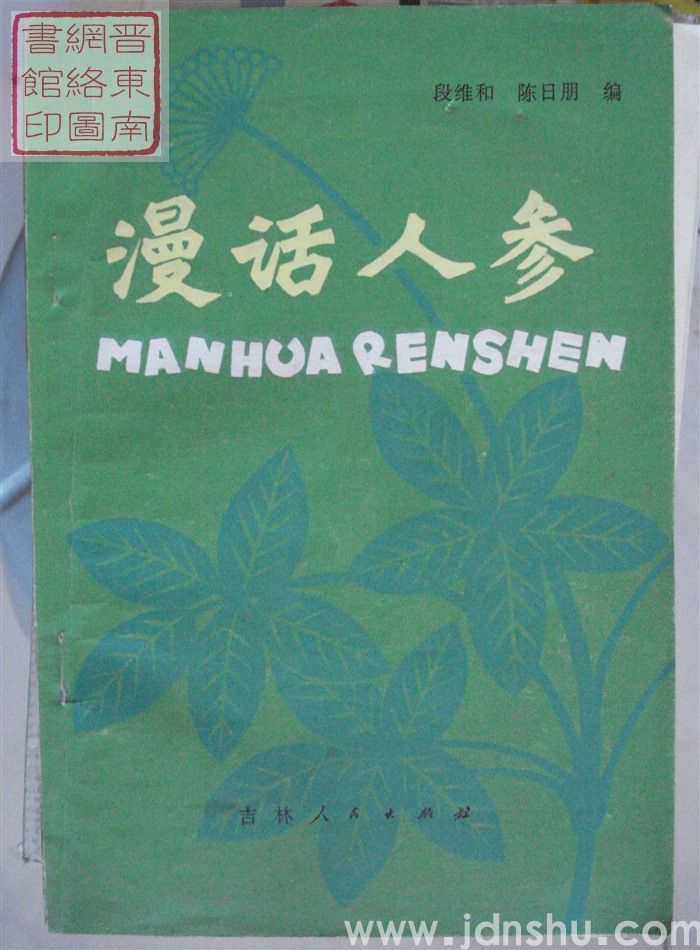 晋東南
網絡圖
書館印
段维和 陈日朋 编
漫话人参
MANHUA RENSHEN
吉林人民出版社
www.jdnshu.com